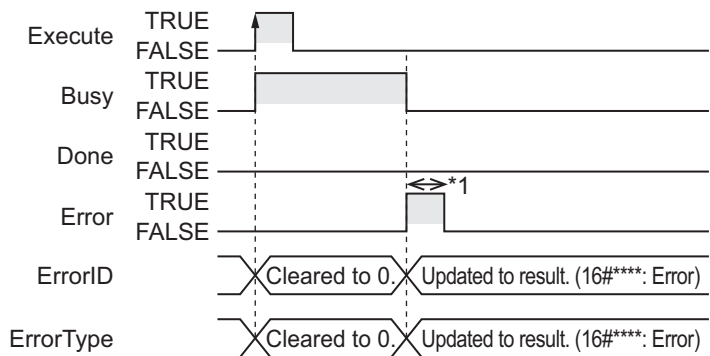 Execute TRUE
FALSE
Busy TRUE
FALSE
Done TRUE
FALSE
*1
Error TRUE
FALSE
ErrorID Cleared to 0. Updated to result. (16#****: Error)
ErrorType Cleared to 0. Updated to result. (16#****: Error)